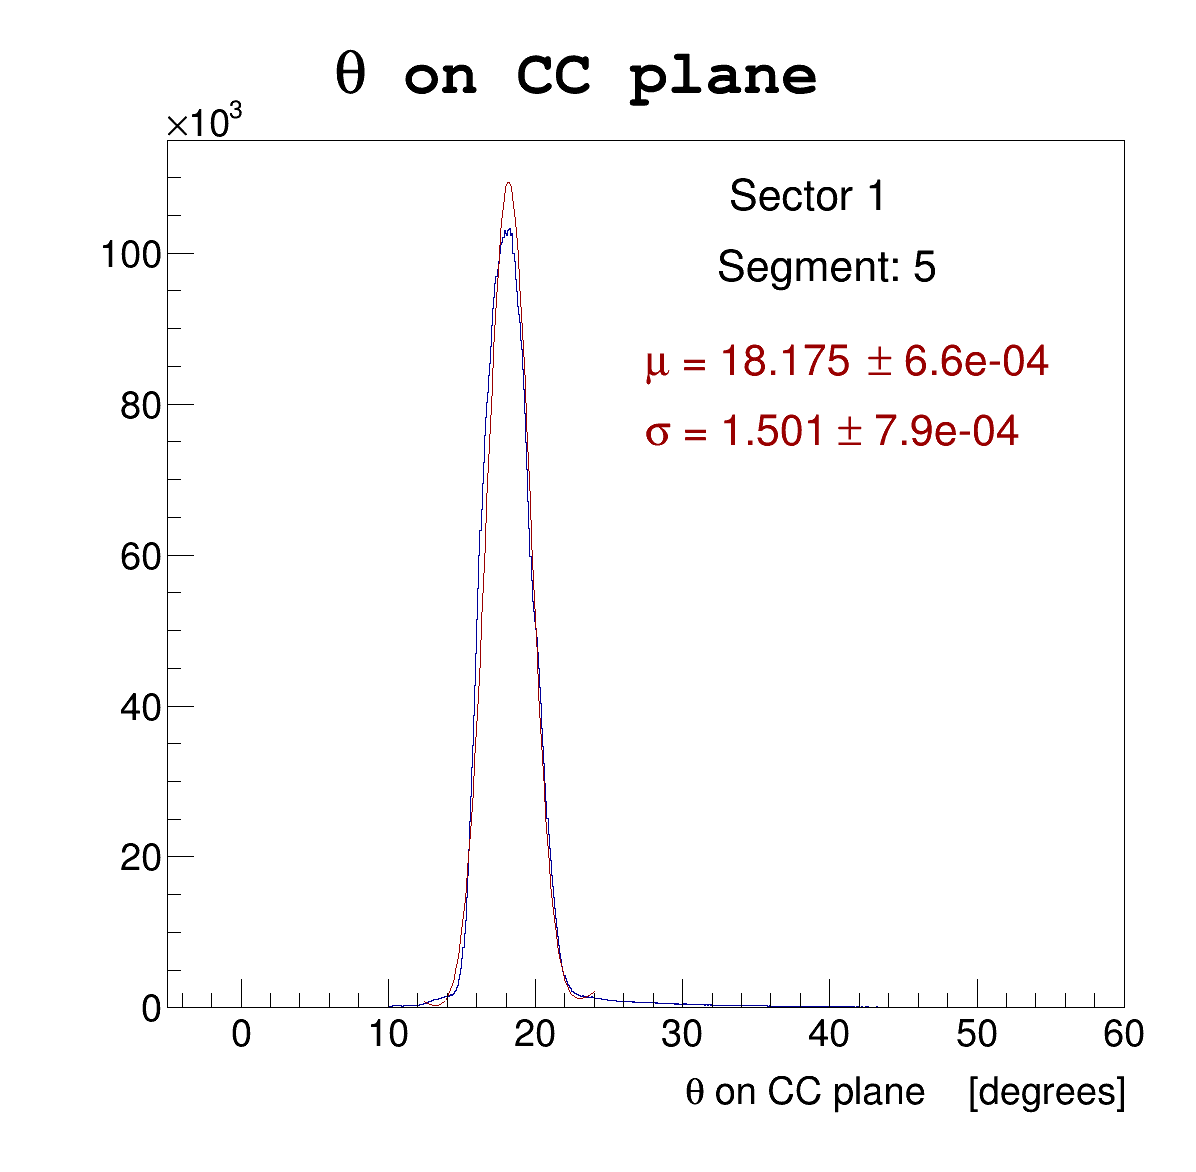 θ on CC plane
×10³
Sector 1
100
Segment: 5
μ = 18.175 ± 6.6e-04
80
σ = 1.501 ± 7.9e-04
60
40
20
0
0 10 20 30 40 50 60
θ on CC plane [degrees]